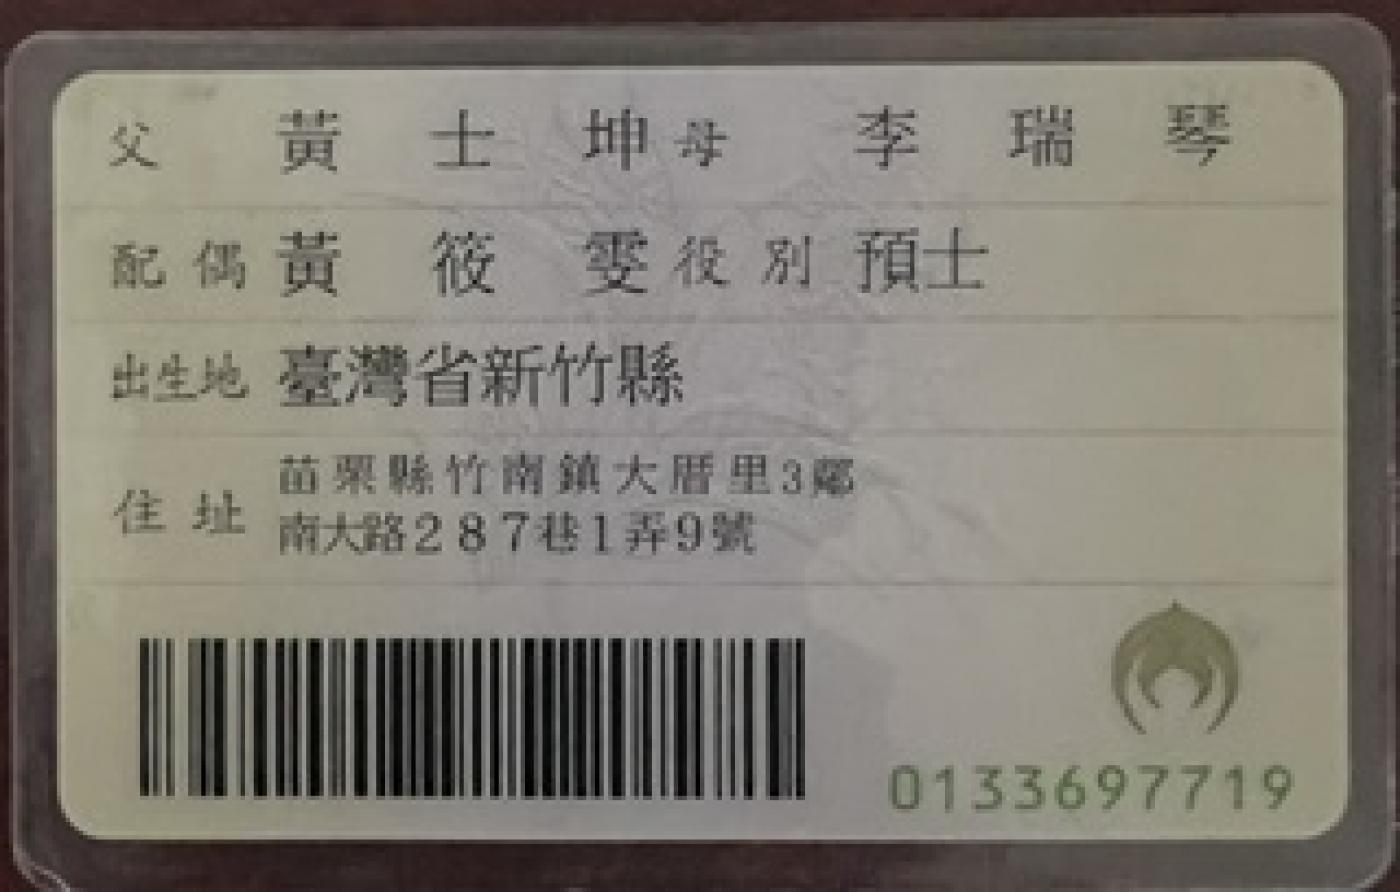 父 黃士坤 母 李瑞琴
配偶 黃筱雯 役別 預士
出生地 臺灣省新竹縣
住址 苗栗縣竹南鎮大厝里3鄰
南大路287巷1弄9號
0133697719